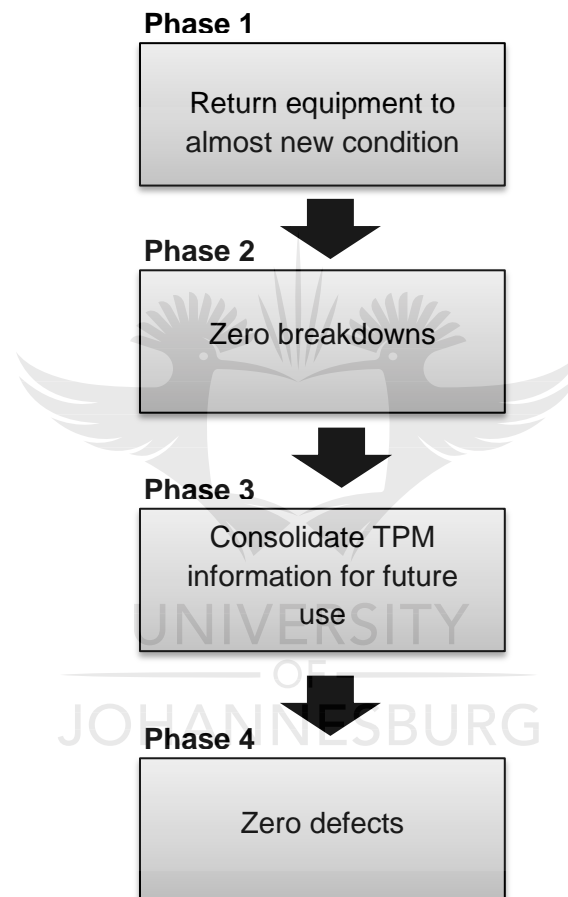 Phase 1
Return equipment to
almost new condition
Phase 2
Zero breakdowns
Phase 3
Consolidate TPM
information for future
use
UNIVERSITY
OF
JOHANNESBURG
Phase 4
Zero defects